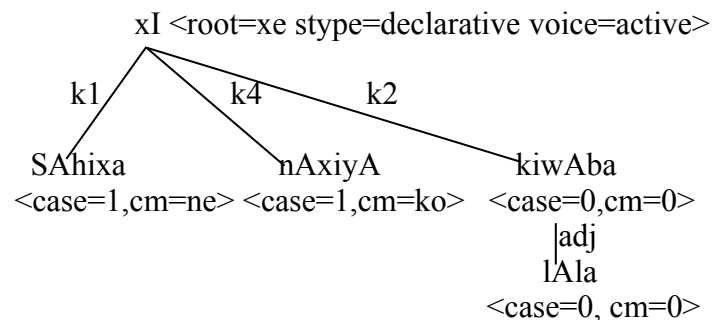 xI <root=xe stype=declarative voice=active>
k1 k4 k2
SAhixa nAxiyA kiwAba
<case=1,cm=ne> <case=1,cm=ko> <case=0,cm=0>
adj
lAla
<case=0, cm=0>